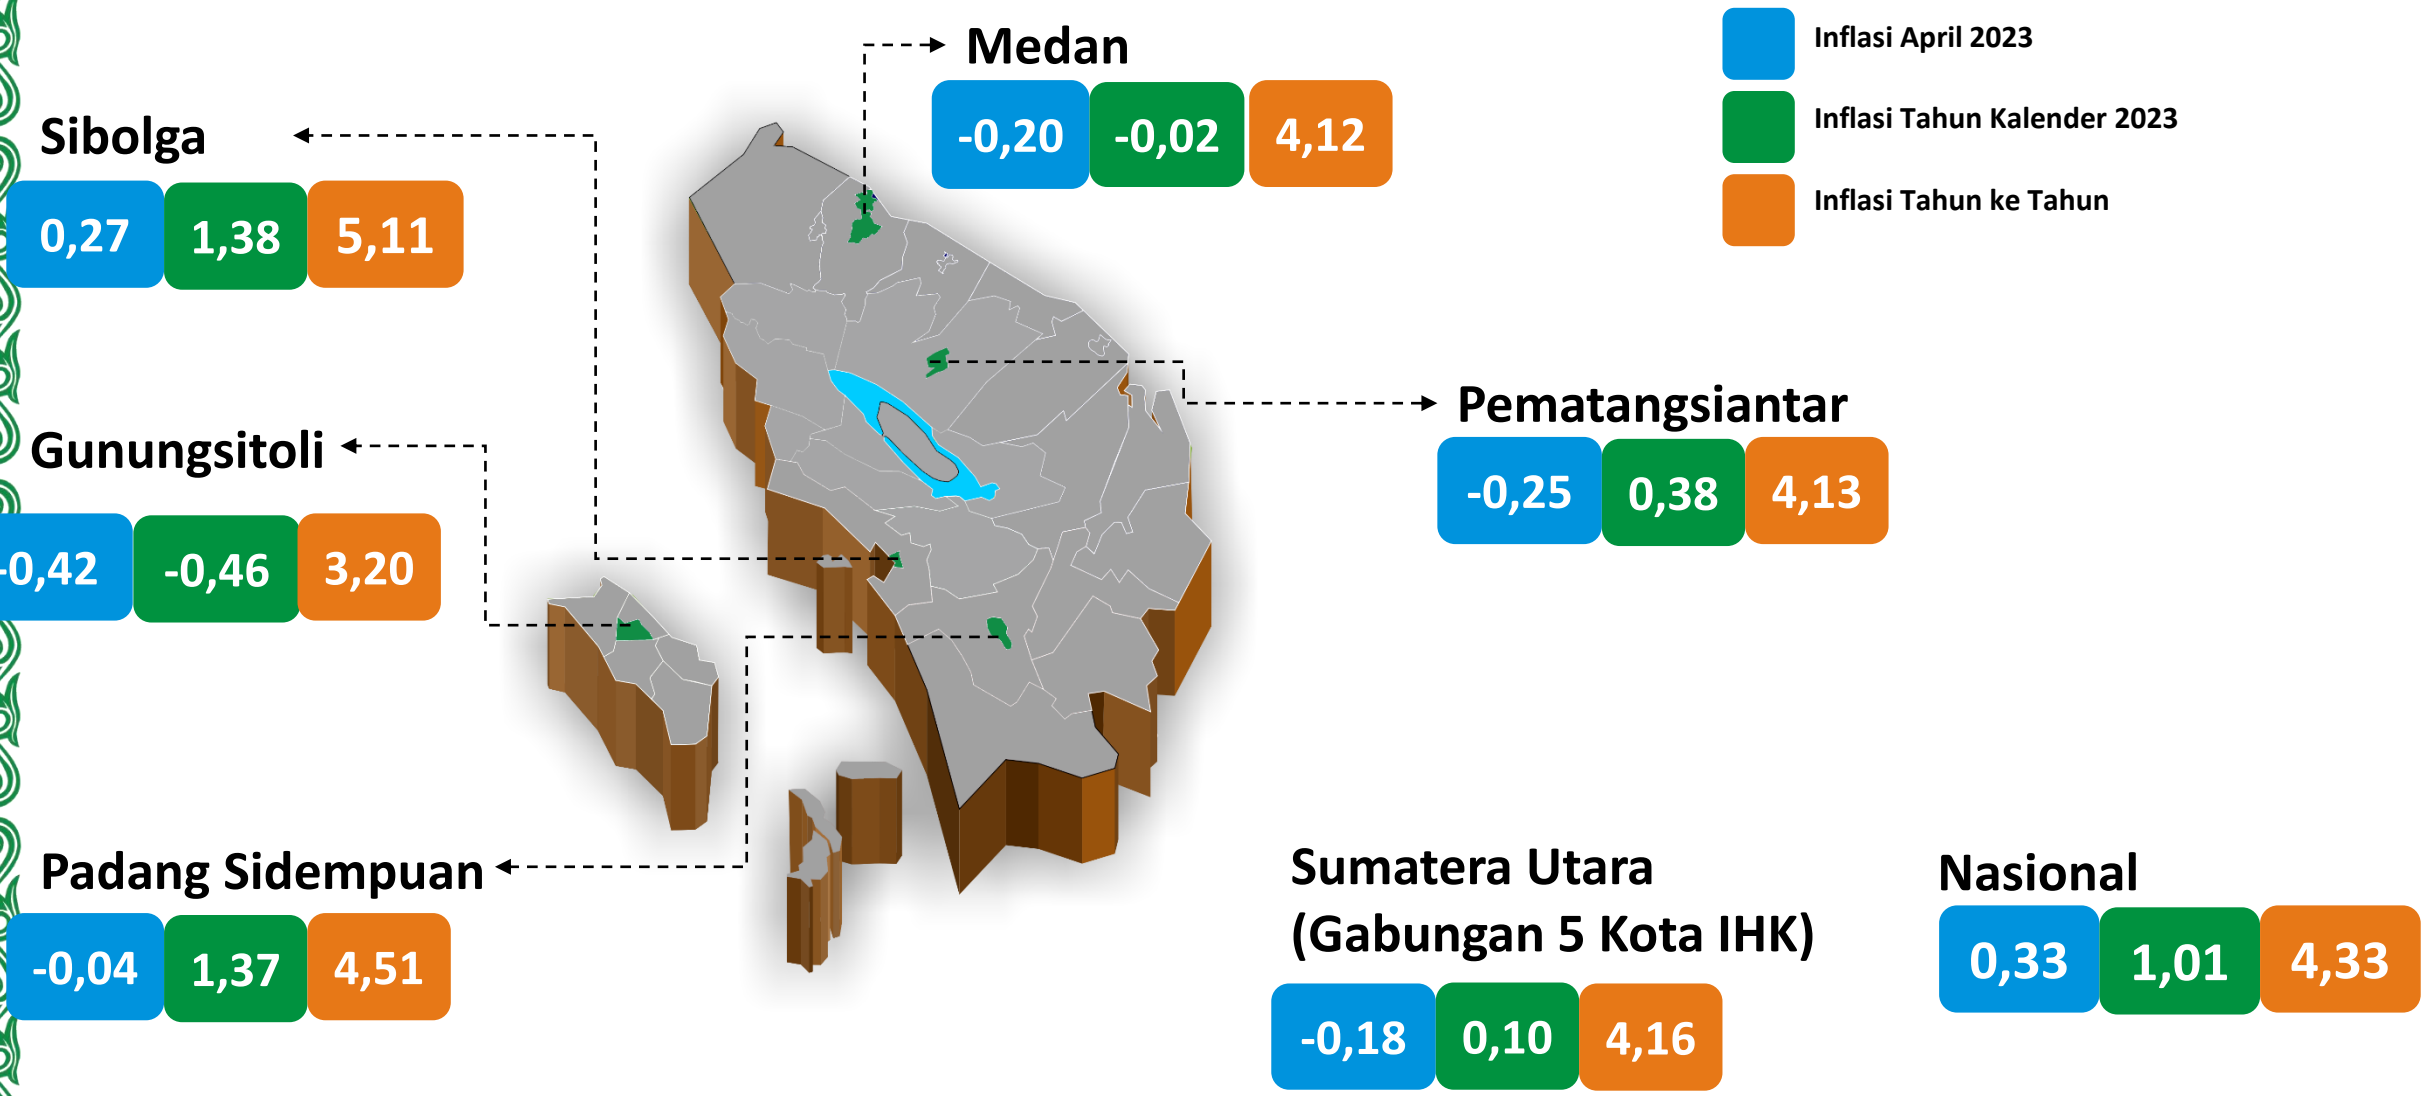 Medan
-0,20 -0,02 4,12
Inflasi April 2023
Inflasi Tahun Kalender 2023
Inflasi Tahun ke Tahun
Sibolga
0,27 1,38 5,11
Gunungsitoli
-0,42 -0,46 3,20
Pematangsiantar
-0,25 0,38 4,13
Padang Sidempuan
-0,04 1,37 4,51
Sumatera Utara
(Gabungan 5 Kota IHK)
-0,18 0,10 4,16
Nasional
0,33 1,01 4,33